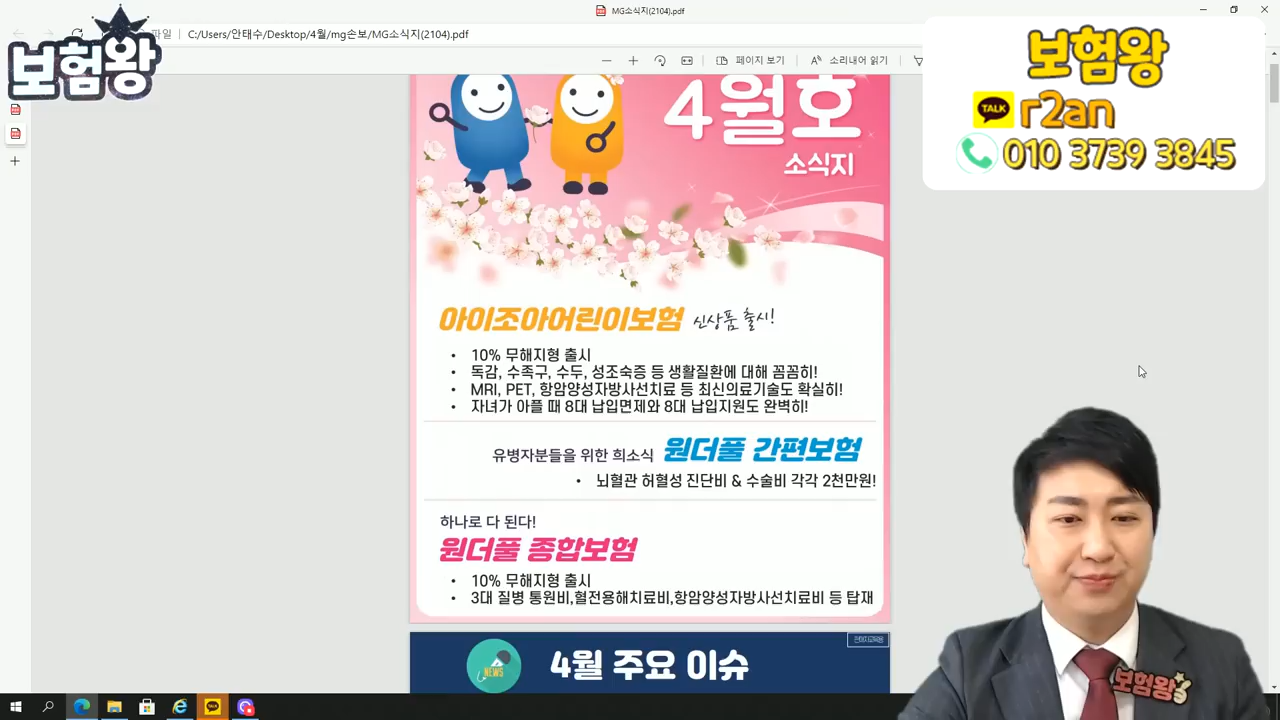 MG소식지(2104).pdf
파일
C:/Users/안태수/Desktop/4월/mg손보/MG소식지(2104).pdf
페이지 보기
소리내어 읽기
보험왕
보험왕
TALK
r2an
010 3739 3845
4월호
소식지
아이조아어린이보험 신상품 출시!
• 10% 무해지형 출시
• 독감, 수족구, 수두, 성조숙증 등 생활질환에 대해 꼼꼼히!
• MRI, PET, 항암양성자방사선치료 등 최신의료기술도 확실히!
• 자녀가 아플 때 8대 납입면제와 8대 납입지원도 완벽히!
유병자분들을 위한 희소식 원더풀 간편보험
• 뇌혈관 허혈성 진단비 & 수술비 각각 2천만원!
하나로 다 된다!
원더풀 종합보험
• 10% 무해지형 출시
• 3대 질병 통원비,혈전용해치료비,항암양성자방사선치료비 등 탑재
NEWS
4월 주요 이슈
보험왕